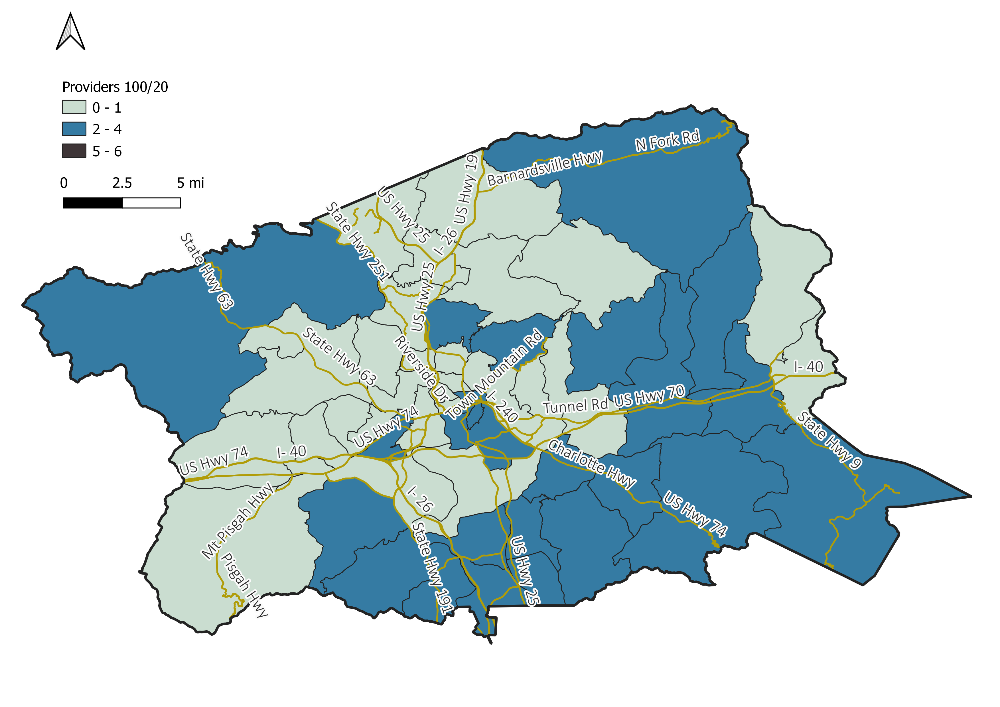 Providers 100/20
0 - 1
2 - 4
5 - 6
0 2.5 5 mi
N Fork Rd
Barnardsville Hwy
US Hwy 19
US Hwy 25
I- 26
State Hwy 251
State Hwy 63
US Hwy 25
State Hwy 63
Riverside Dr
Town Mountain Rd
I- 40
I- 240
Tunnel Rd
US Hwy 70
US Hwy 74
State Hwy 9
US Hwy 74
I- 40
Charlotte Hwy
I- 26
US Hwy 74
Mt Pisgah Hwy
Pisgah Hwy
State Hwy 191
US Hwy 25